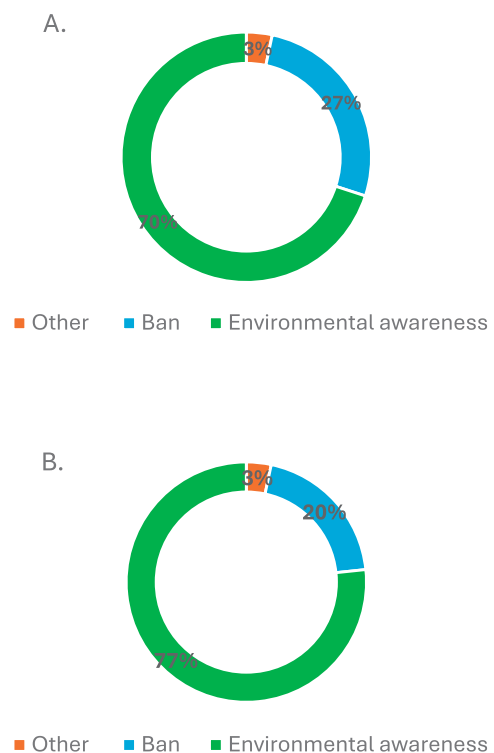 A.
3%
27%
70%
Other Ban Environmental awareness
B.
3%
20%
77%
Other Ban Environmental awareness